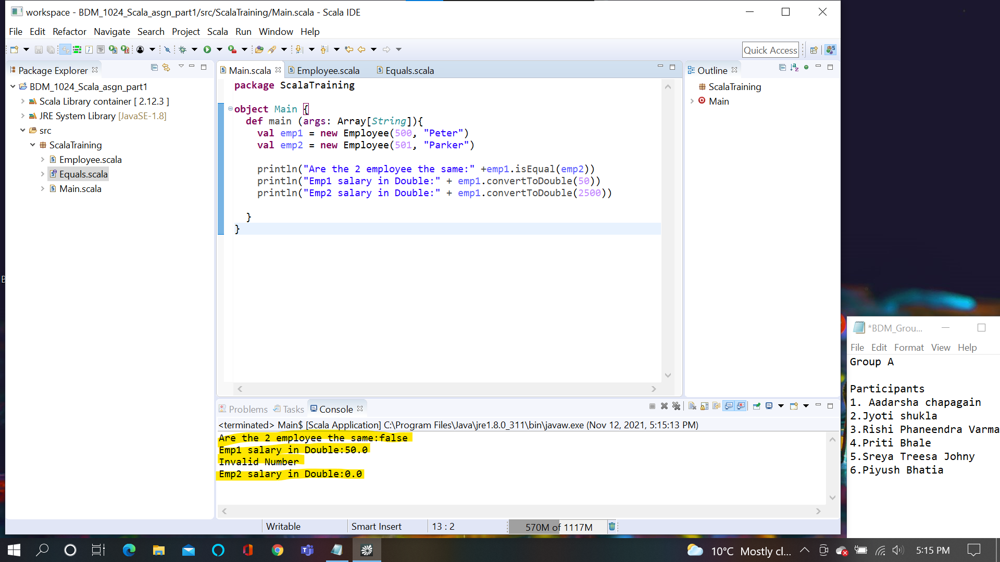 workspace - BDM_1024_Scala_asgn_part1/src/ScalaTraining/Main.scala - Scala IDE
File Edit Refactor Navigate Search Project Scala Run Window Help
Quick Access
Package Explorer
BDM_1024_Scala_asgn_part1
Scala Library container [ 2.12.3 ]
JRE System Library [JavaSE-1.8]
src
ScalaTraining
Employee.scala
Equals.scala
Main.scala
Main.scala Employee.scala Equals.scala
package ScalaTraining
object Main {
def main (args: Array[String]){
val emp1 = new Employee(500, "Peter")
val emp2 = new Employee(501, "Parker")
println("Are the 2 employee the same:" +emp1.isEqual(emp2))
println("Emp1 salary in Double:" + emp1.convertToDouble(50))
println("Emp2 salary in Double:" + emp1.convertToDouble(2500))
}
}
Outline
ScalaTraining
Main
Problems Tasks Console
<terminated> Main$ [Scala Application] C:\Program Files\Java\jre1.8.0_311\bin\javaw.exe (Nov 12, 2021, 5:15:13 PM)
Are the 2 employee the same:false
Emp1 salary in Double:50.0
Invalid Number
Emp2 salary in Double:0.0
Writable Smart Insert 13 : 2 570M of 1117M
*BDM_Grou...
File Edit Format View Help
Group A
Participants
1. Aadarsha chapagain
2.Jyoti shukla
3.Rishi Phaneendra Varma
4.Priti Bhale
5.Sreya Treesa Johny
6.Piyush Bhatia
10°C Mostly cl... 5:15 PM